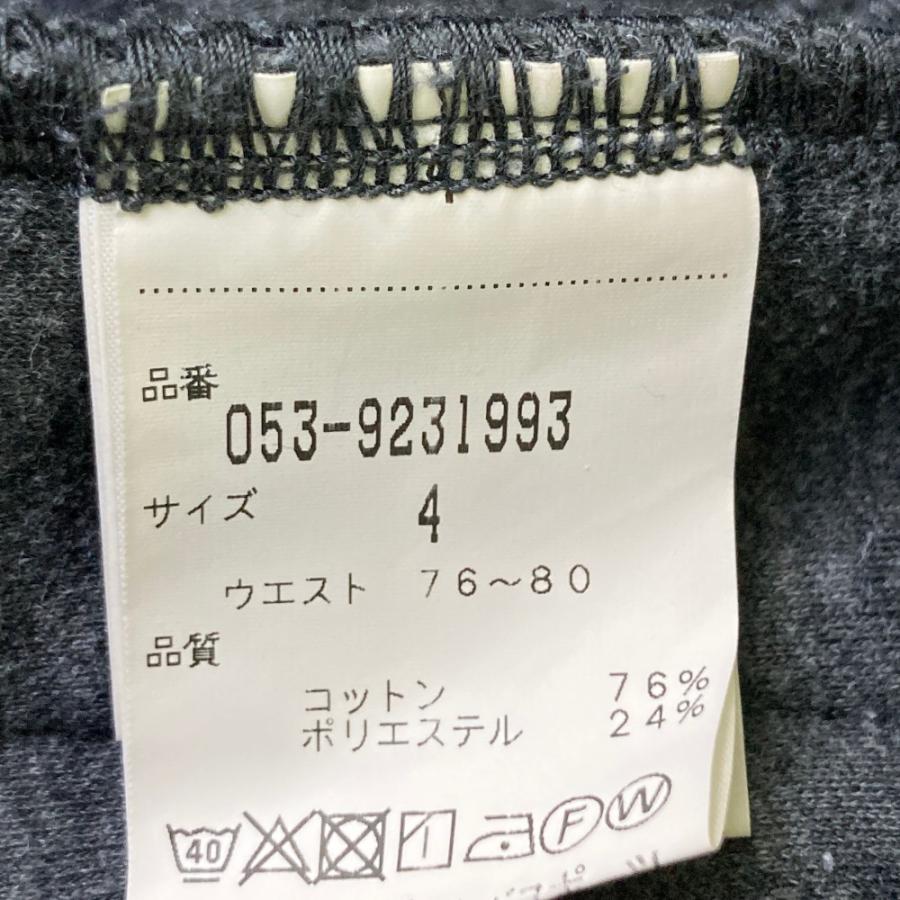 品番
053-9231993
サイズ 4
ウエスト 76～80
品質
コットン 76%
ポリエステル 24%
40 F W